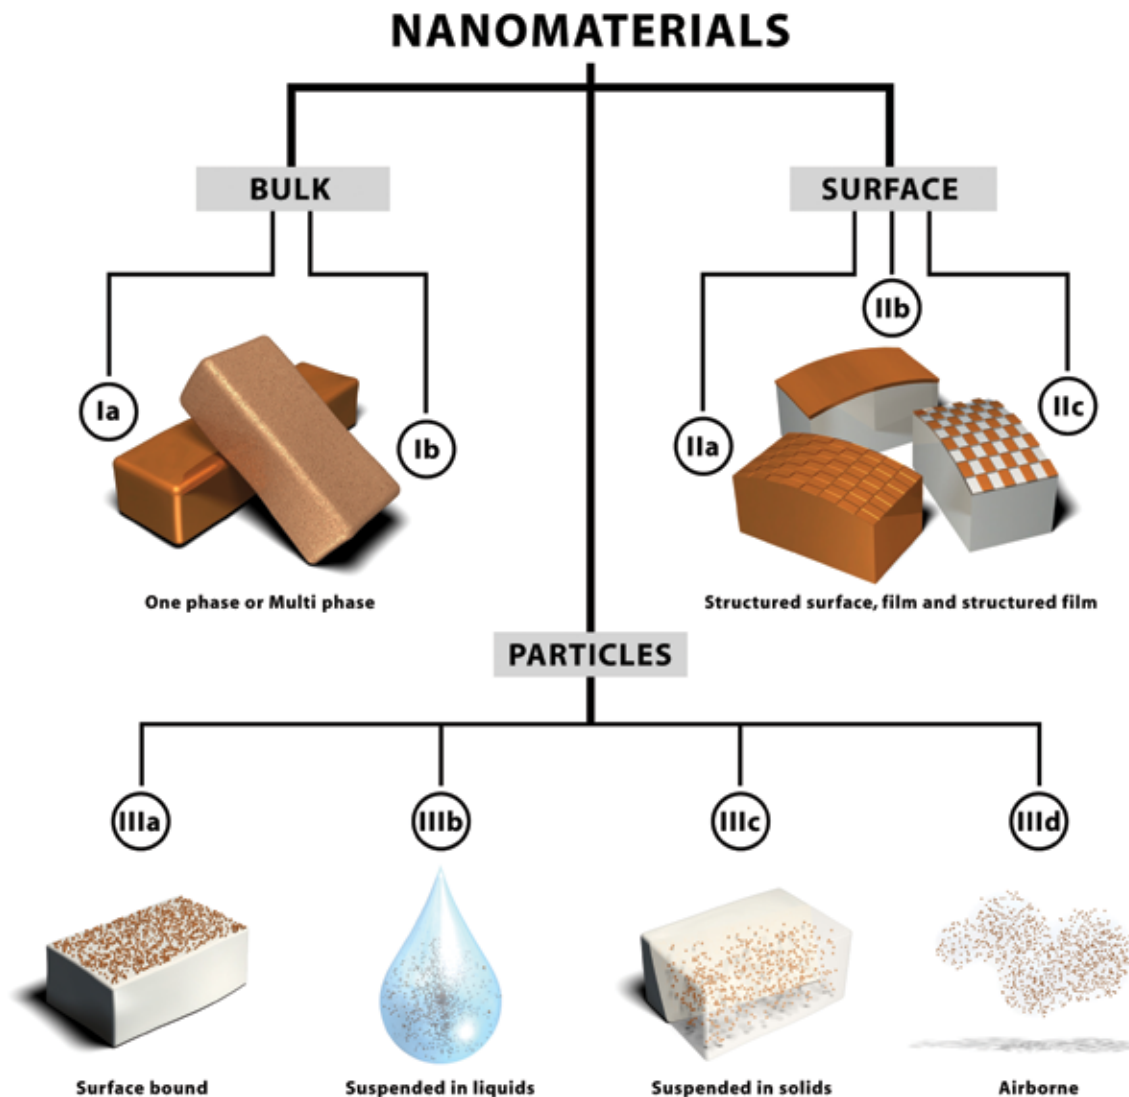 NANOMATERIALS
BULK
SURFACE
Ia
Ib
IIa
IIb
IIc
One phase or Multi phase
Structured surface, film and structured film
PARTICLES
IIIa
IIIb
IIIc
IIId
Surface bound
Suspended in liquids
Suspended in solids
Airborne